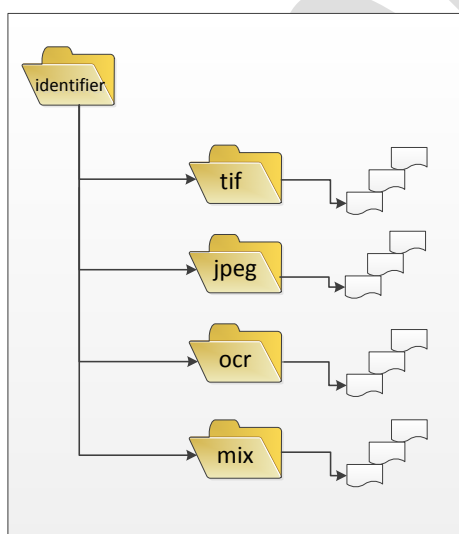 identifier
tif
jpeg
ocr
mix